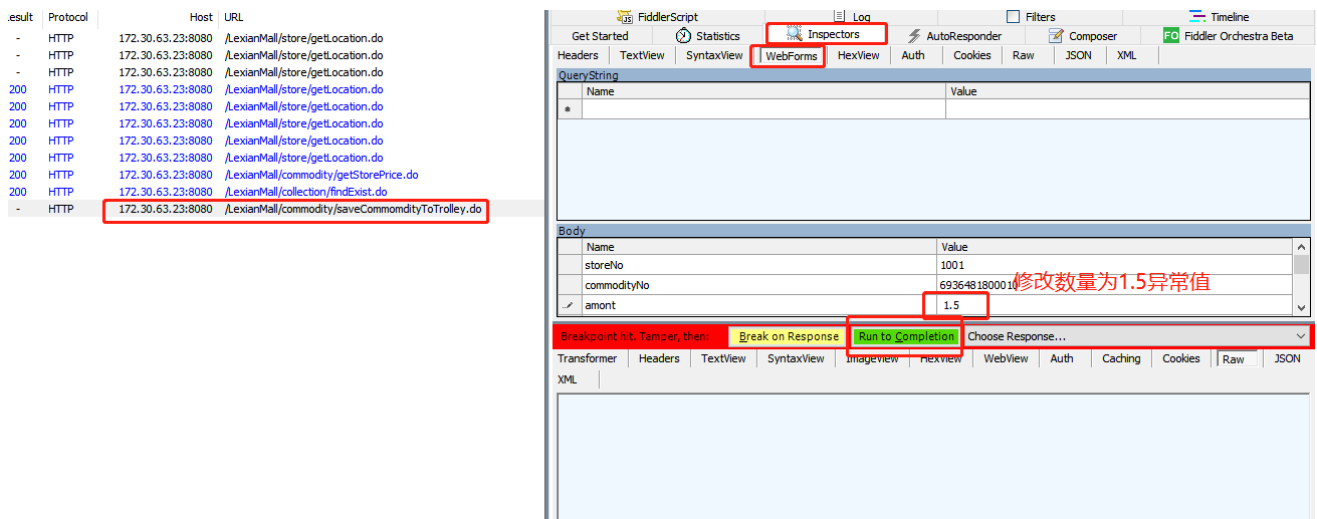 .esult Protocol Host URL
- HTTP 172.30.63.23:8080 /LexianMall/store/getLocation.do
- HTTP 172.30.63.23:8080 /LexianMall/store/getLocation.do
- HTTP 172.30.63.23:8080 /LexianMall/store/getLocation.do
200 HTTP 172.30.63.23:8080 /LexianMall/store/getLocation.do
200 HTTP 172.30.63.23:8080 /LexianMall/store/getLocation.do
200 HTTP 172.30.63.23:8080 /LexianMall/store/getLocation.do
200 HTTP 172.30.63.23:8080 /LexianMall/store/getLocation.do
200 HTTP 172.30.63.23:8080 /LexianMall/store/getLocation.do
200 HTTP 172.30.63.23:8080 /LexianMall/commodity/getStorePrice.do
200 HTTP 172.30.63.23:8080 /LexianMall/collection/findExist.do
- HTTP 172.30.63.23:8080 /LexianMall/commodity/saveCommomdityToTrolley.do
FiddlerScript Log Filters Timeline
Get Started Statistics Inspectors AutoResponder Composer FO Fiddler Orchestra Beta
Headers TextView SyntaxView WebForms HexView Auth Cookies Raw JSON XML
QueryString
Name Value
*
Body
Name Value
storeNo 1001
commodityNo 6936481800010
修改数量为1.5异常值
amont 1.5
Breakpoint hit. Tamper, then: Break on Response Run to Completion Choose Response...
Transformer Headers TextView SyntaxView ImageView HexView WebView Auth Caching Cookies Raw JSON
XML